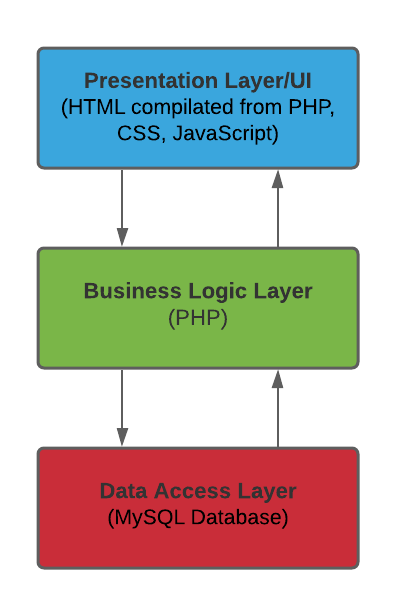 Presentation Layer/UI
(HTML compilated from PHP,
CSS, JavaScript)
Business Logic Layer
(PHP)
Data Access Layer
(MySQL Database)